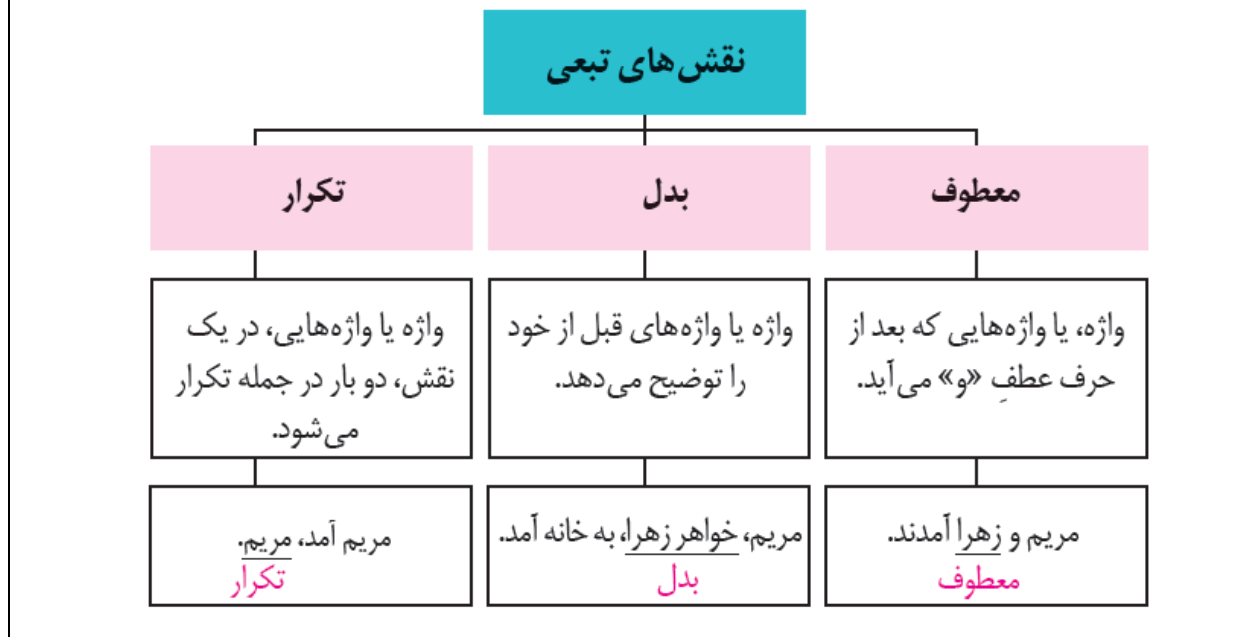 نقش‌های تبعی
معطوف
بدل
تکرار
واژه، یا واژه‌هایی که بعد از
حرف عطفِ «و» می‌آید.
واژه یا واژه‌های قبل از خود
را توضیح می‌دهد.
واژه یا واژه‌هایی، در یک
نقش، دو بار در جمله تکرار
می‌شود.
مریم و زهرا آمدند.
معطوف
مریم، خواهر زهرا، به خانه آمد.
بدل
مریم آمد، مریم.
تکرار